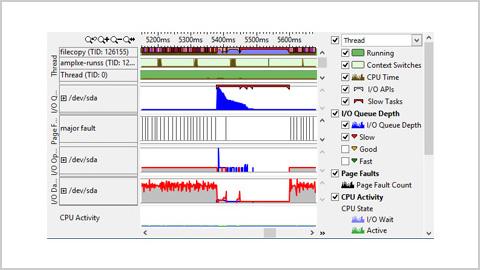 5200ms 5400ms 5500ms 5600ms
Thread
filecopy (TID: 126155)
amplxe-runss (TID: 12...
Thread (TID: 0)
I/O Q...
/dev/sda
Page F...
major fault
I/O Op...
/dev/sda
I/O Da...
/dev/sda
CPU Activity
Thread
Running
Context Switches
CPU Time
I/O APIs
Slow Tasks
I/O Queue Depth
I/O Queue Depth
Slow
Good
Fast
Page Faults
Page Fault Count
CPU Activity
CPU State
I/O Wait
Active